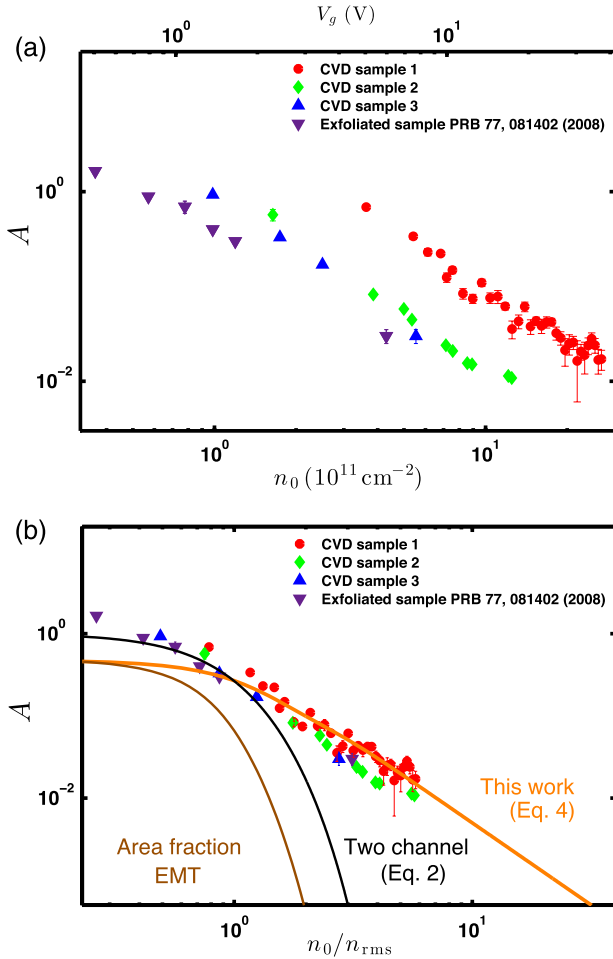 V_g (V)
10^0 10^1
(a)
CVD sample 1
CVD sample 2
CVD sample 3
Exfoliated sample PRB 77, 081402 (2008)
10^0
A
10^−2
10^0 10^1
n_0 (10^11 cm^−2)
(b)
CVD sample 1
CVD sample 2
CVD sample 3
Exfoliated sample PRB 77, 081402 (2008)
10^0
A
10^−2
This work
(Eq. 4)
Area fraction
EMT
Two channel
(Eq. 2)
10^0 10^1
n_0/n_rms